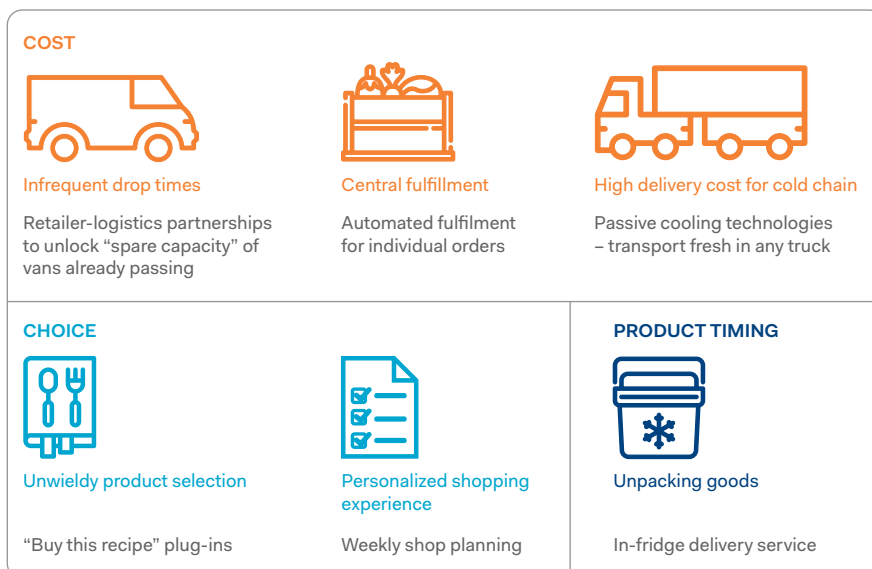 COST
Infrequent drop times
Retailer-logistics partnerships
to unlock “spare capacity” of
vans already passing
Central fulfillment
Automated fulfilment
for individual orders
High delivery cost for cold chain
Passive cooling technologies
– transport fresh in any truck
CHOICE
Unwieldy product selection
“Buy this recipe” plug-ins
Personalized shopping
experience
Weekly shop planning
PRODUCT TIMING
Unpacking goods
In-fridge delivery service